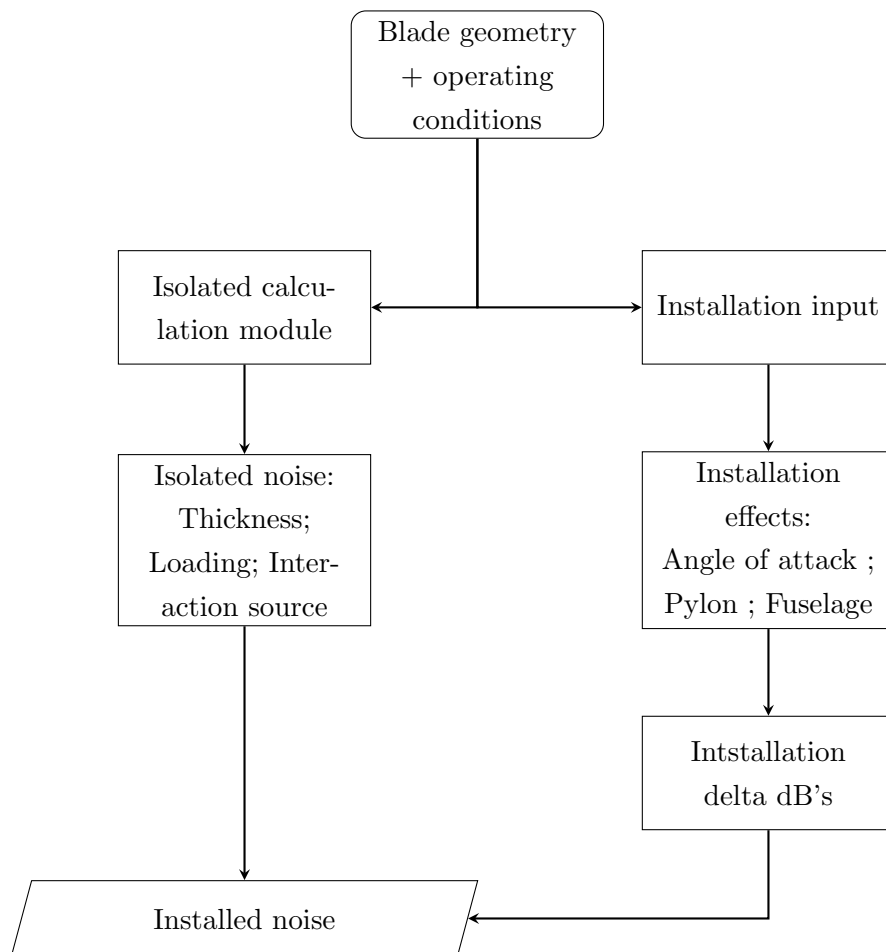 Blade geometry
+ operating
conditions
Isolated calcu-
lation module
Installation input
Isolated noise:
Thickness;
Loading; Inter-
action source
Installation
effects:
Angle of attack ;
Pylon ; Fuselage
Intstallation
delta dB's
Installed noise